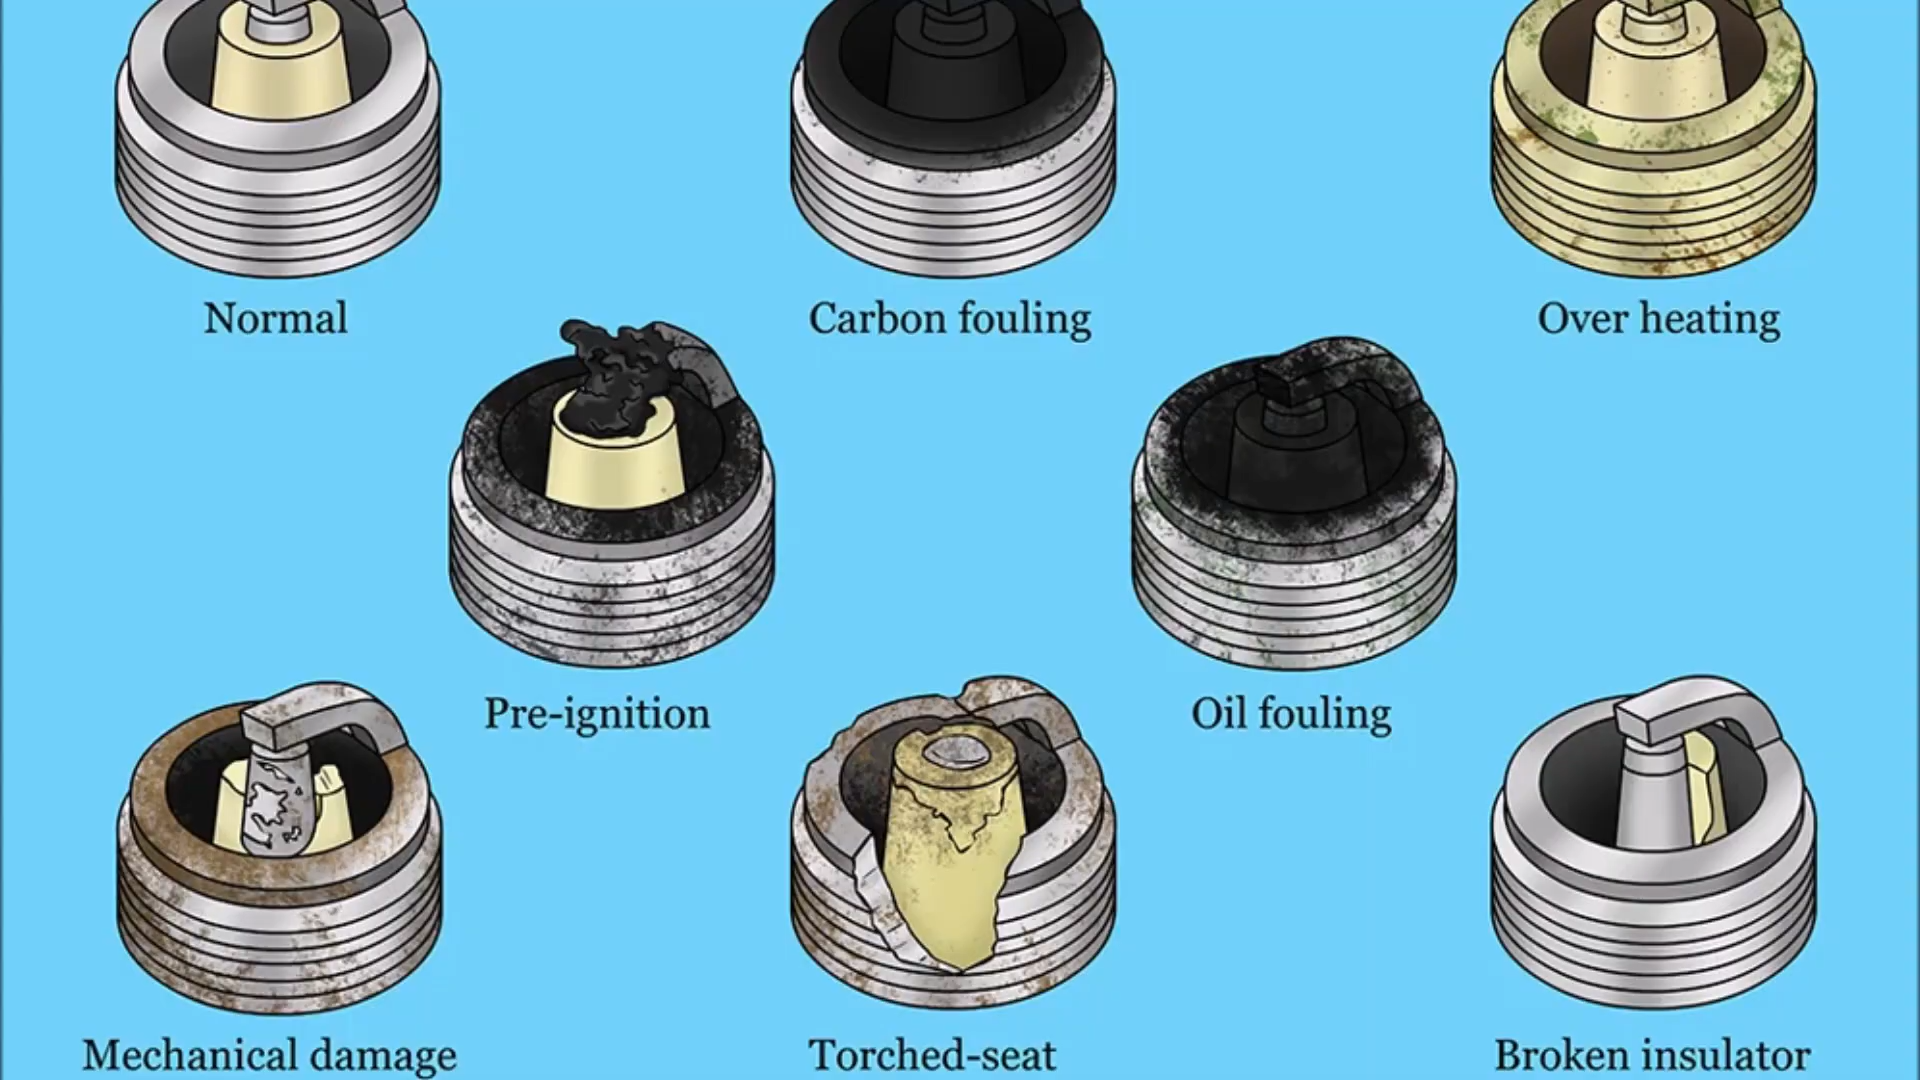 Normal
Carbon fouling
Over heating
Pre-ignition
Oil fouling
Mechanical damage
Torched-seat
Broken insulator